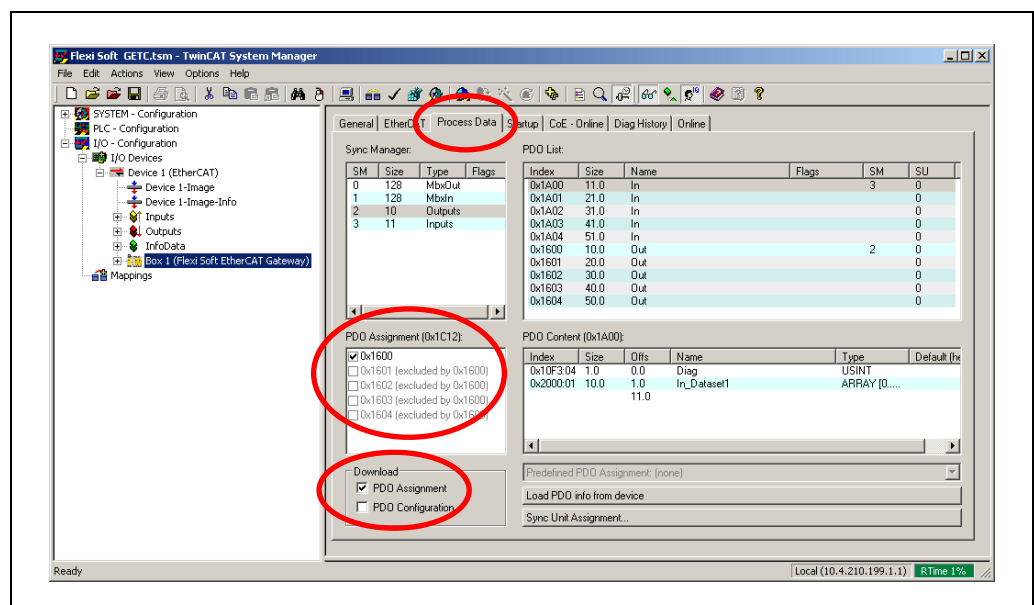 Flexi Soft GETC.tsm - TwinCAT System Manager
File Edit Actions View Options Help
SYSTEM - Configuration
PLC - Configuration
I/O - Configuration
I/O Devices
Device 1 (EtherCAT)
Device 1-Image
Device 1-Image-Info
Inputs
Outputs
InfoData
Box 1 (Flexi Soft EtherCAT Gateway)
Mappings
General EtherCAT Process Data Startup CoE - Online Diag History Online
Sync Manager:
SM Size Type Flags
0 128 MbxOut
1 128 MbxIn
2 10 Outputs
3 11 Inputs
PDO List:
Index Size Name Flags SM SU
0x1A00 11.0 In 3 0
0x1A01 21.0 In 0
0x1A02 31.0 In 0
0x1A03 41.0 In 0
0x1A04 51.0 In 0
0x1600 10.0 Out 2 0
0x1601 20.0 Out 0
0x1602 30.0 Out 0
0x1603 40.0 Out 0
0x1604 50.0 Out 0
PDO Assignment (0x1C12):
0x1600
0x1601 (excluded by 0x1600)
0x1602 (excluded by 0x1600)
0x1603 (excluded by 0x1600)
0x1604 (excluded by 0x1600)
PDO Content (0x1A00):
Index Size Offs Name Type Default (he
0x10F3:04 1.0 0.0 Diag USINT
0x2000:01 10.0 1.0 In_Dataset1 ARRAY [0.....
11.0
Download
PDO Assignment
PDO Configuration
Predefined PDO Assignment: (none)
Load PDO info from device
Sync Unit Assignment...
Ready
Local (10.4.210.199.1.1) RTime 1%